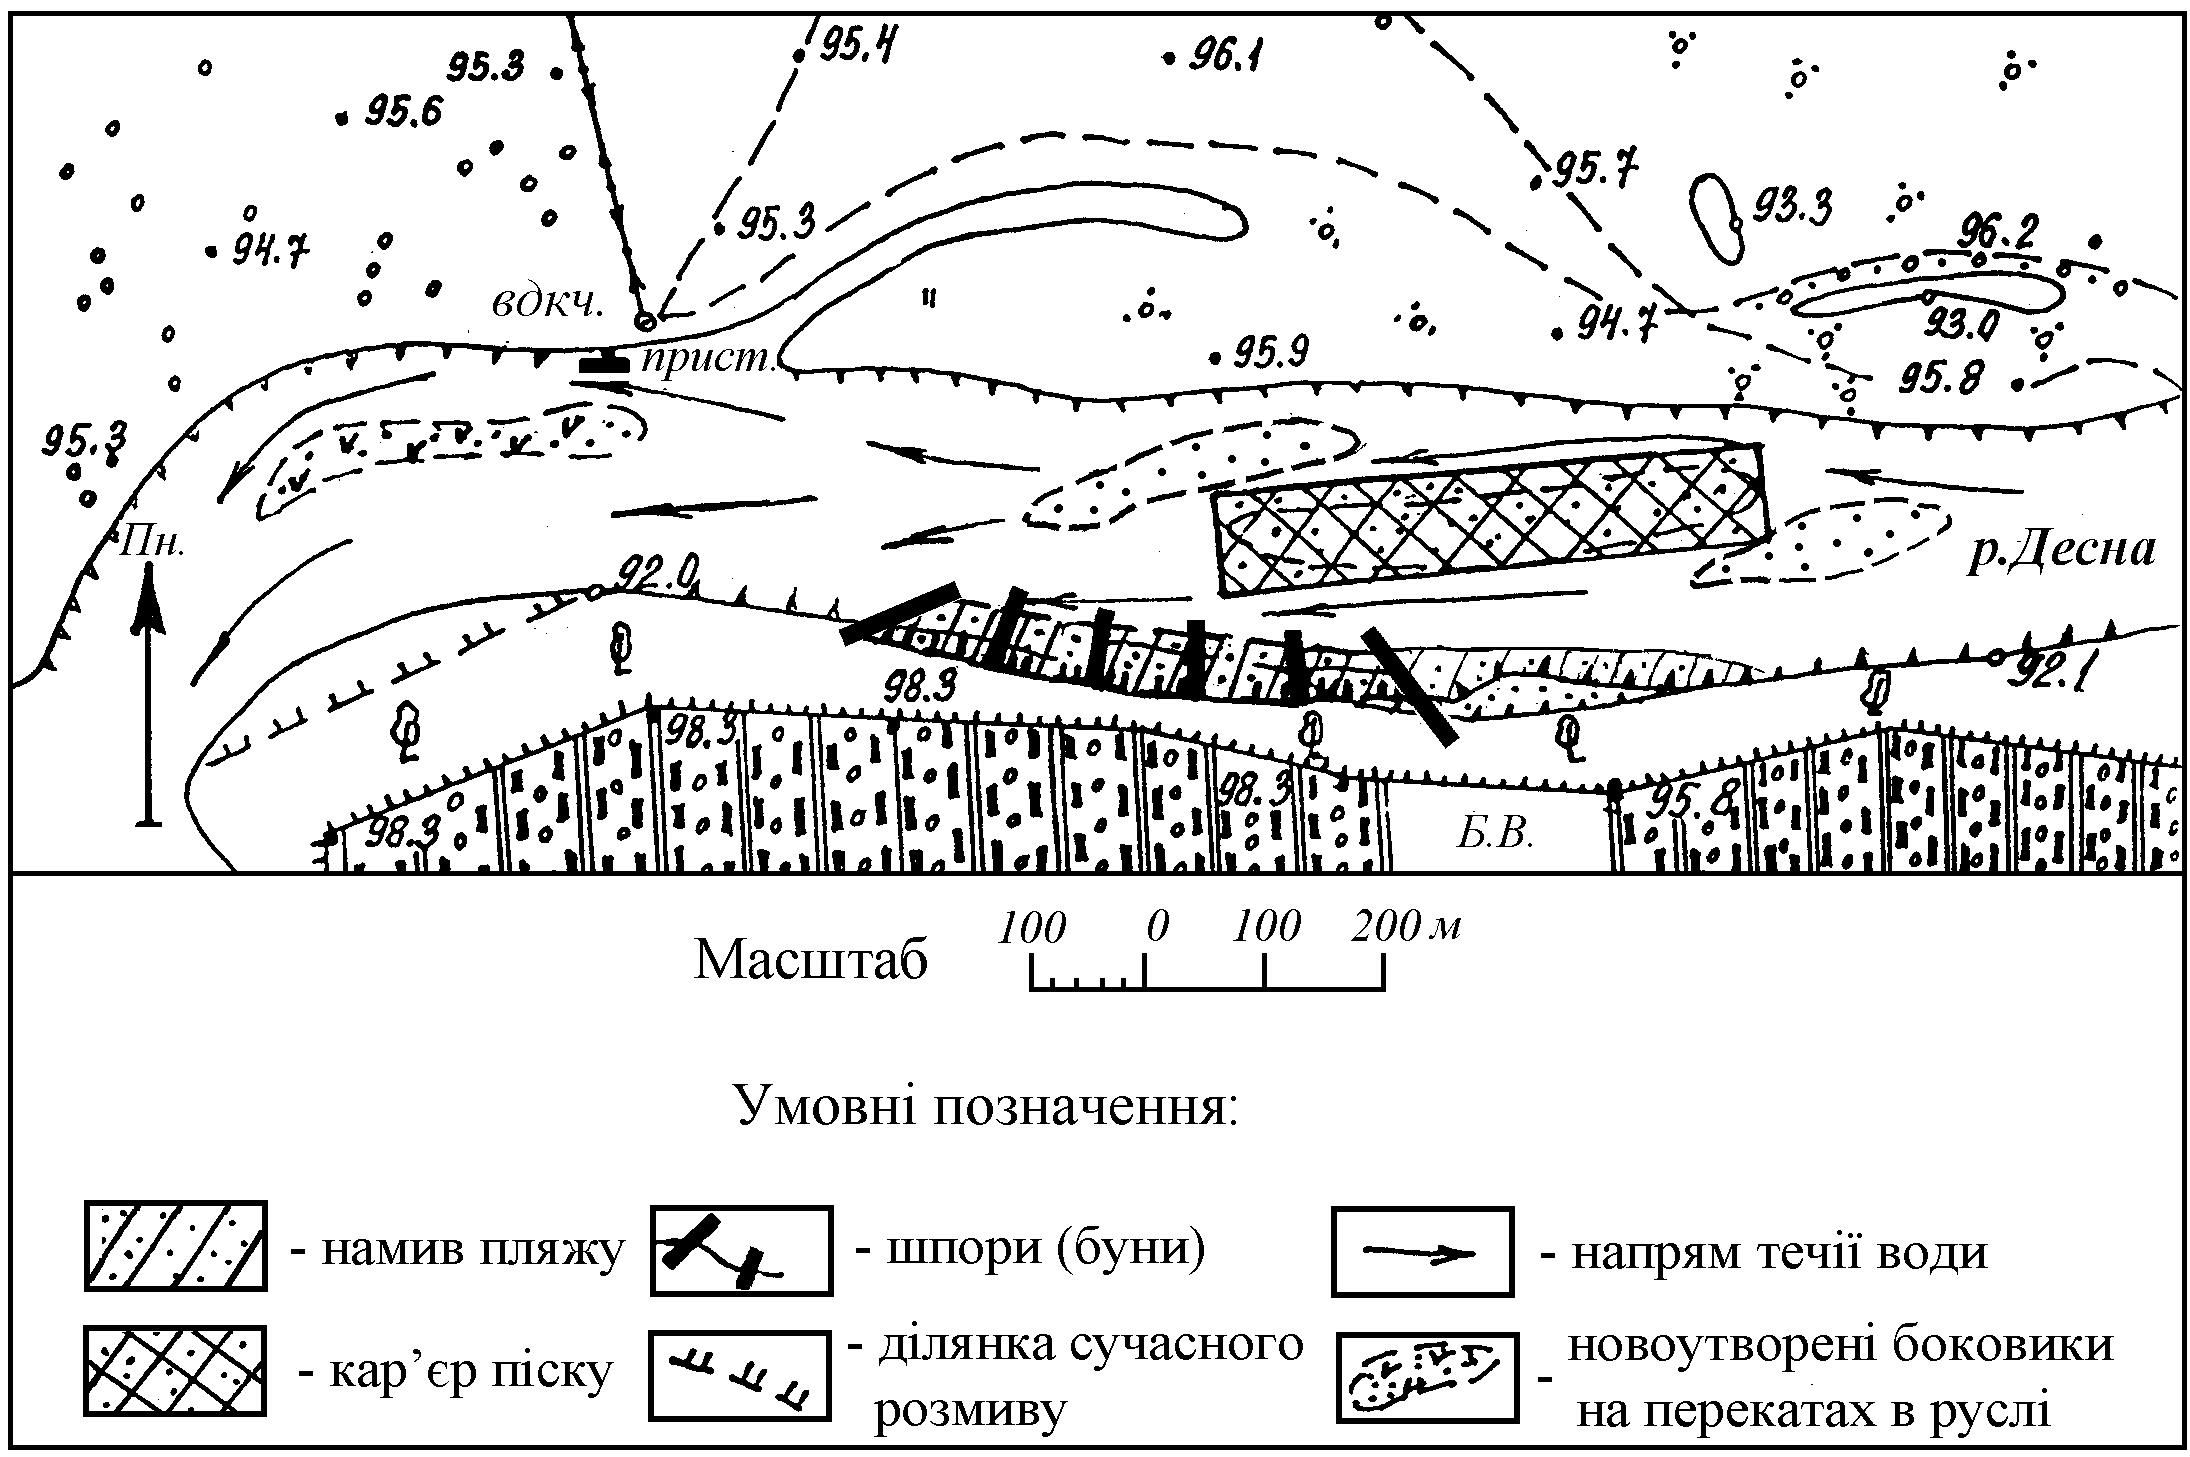 95.3
95.4
96.1
95.6
95.7
93.3
96.2
94.7
95.3
вдкч.
прист.
95.9
94.7
93.0
95.8
95.3
Пн.
р.Десна
92.0
92.1
98.3
98.3
98.3
98.3
95.8
Б.В.
Масштаб
100 0 100 200 м
Умовні позначення:
- намив пляжу
- шпори (буни)
- напрям течії води
- кар’єр піску
- ділянка сучасного
розмиву
- новоутворені боковики
на перекатах в руслі